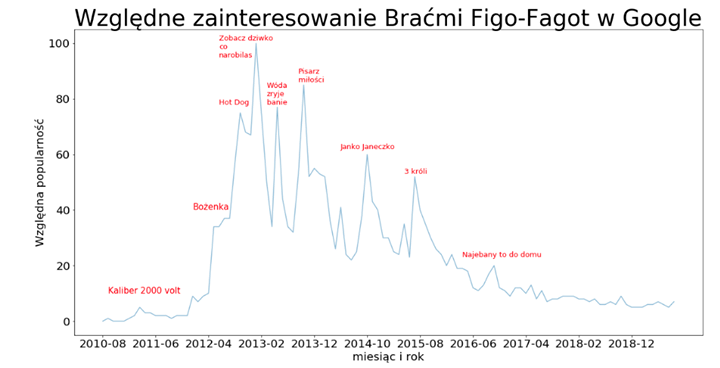 Względne zainteresowanie Braćmi Figo-Fagot w Google
Względna popularność
100
80
60
40
20
0
Zobacz dziwko
co
narobilas
Hot Dog
Wóda
zryje
banie
Pisarz
miłości
Janko Janeczko
3 króli
Bożenka
Najebany to do domu
Kaliber 2000 volt
2010-08
2011-06
2012-04
2013-02
2013-12
2014-10
2015-08
2016-06
2017-04
2018-02
2018-12
miesiąc i rok